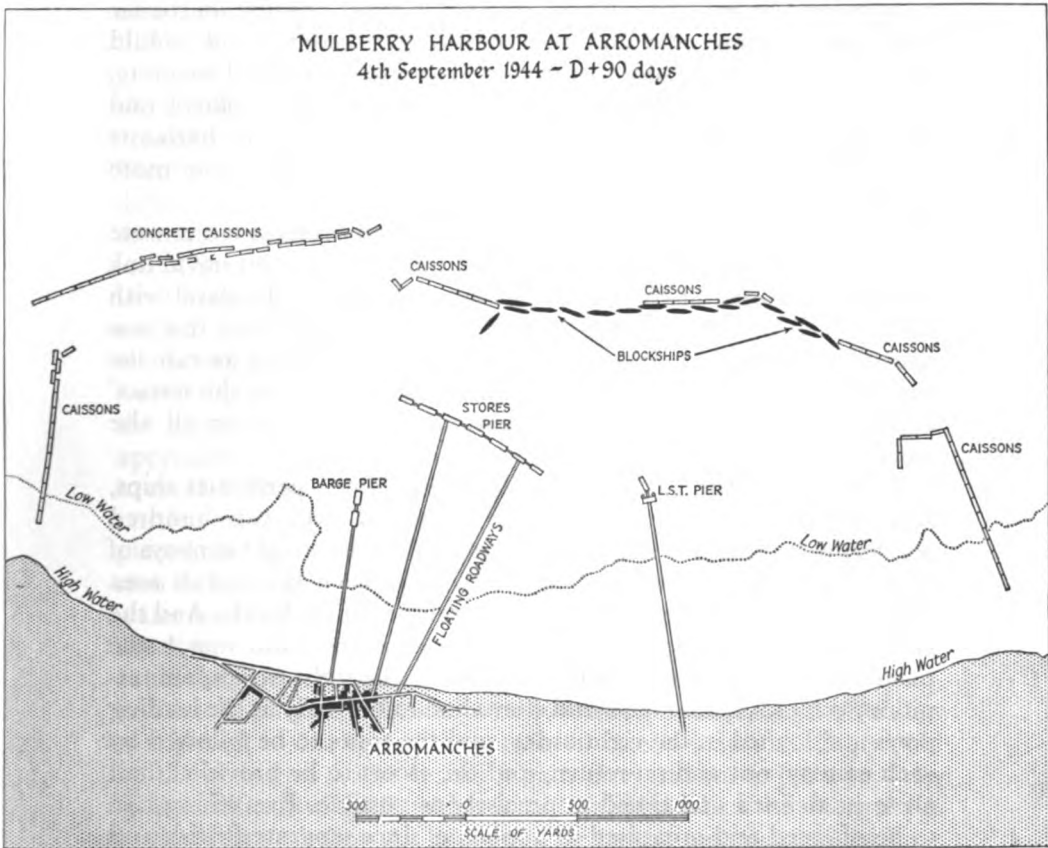 MULBERRY HARBOUR AT ARROMANCHES
4th September 1944 - D+90 days
CONCRETE CAISSONS
CAISSONS
CAISSONS
BLOCKSHIPS
CAISSONS
CAISSONS
STORES
PIER
CAISSONS
BARGE PIER
L.S.T. PIER
Low Water
Low Water
FLOATING ROADWAYS
High Water
High Water
ARROMANCHES
500 0 500 1000
SCALE OF YARDS